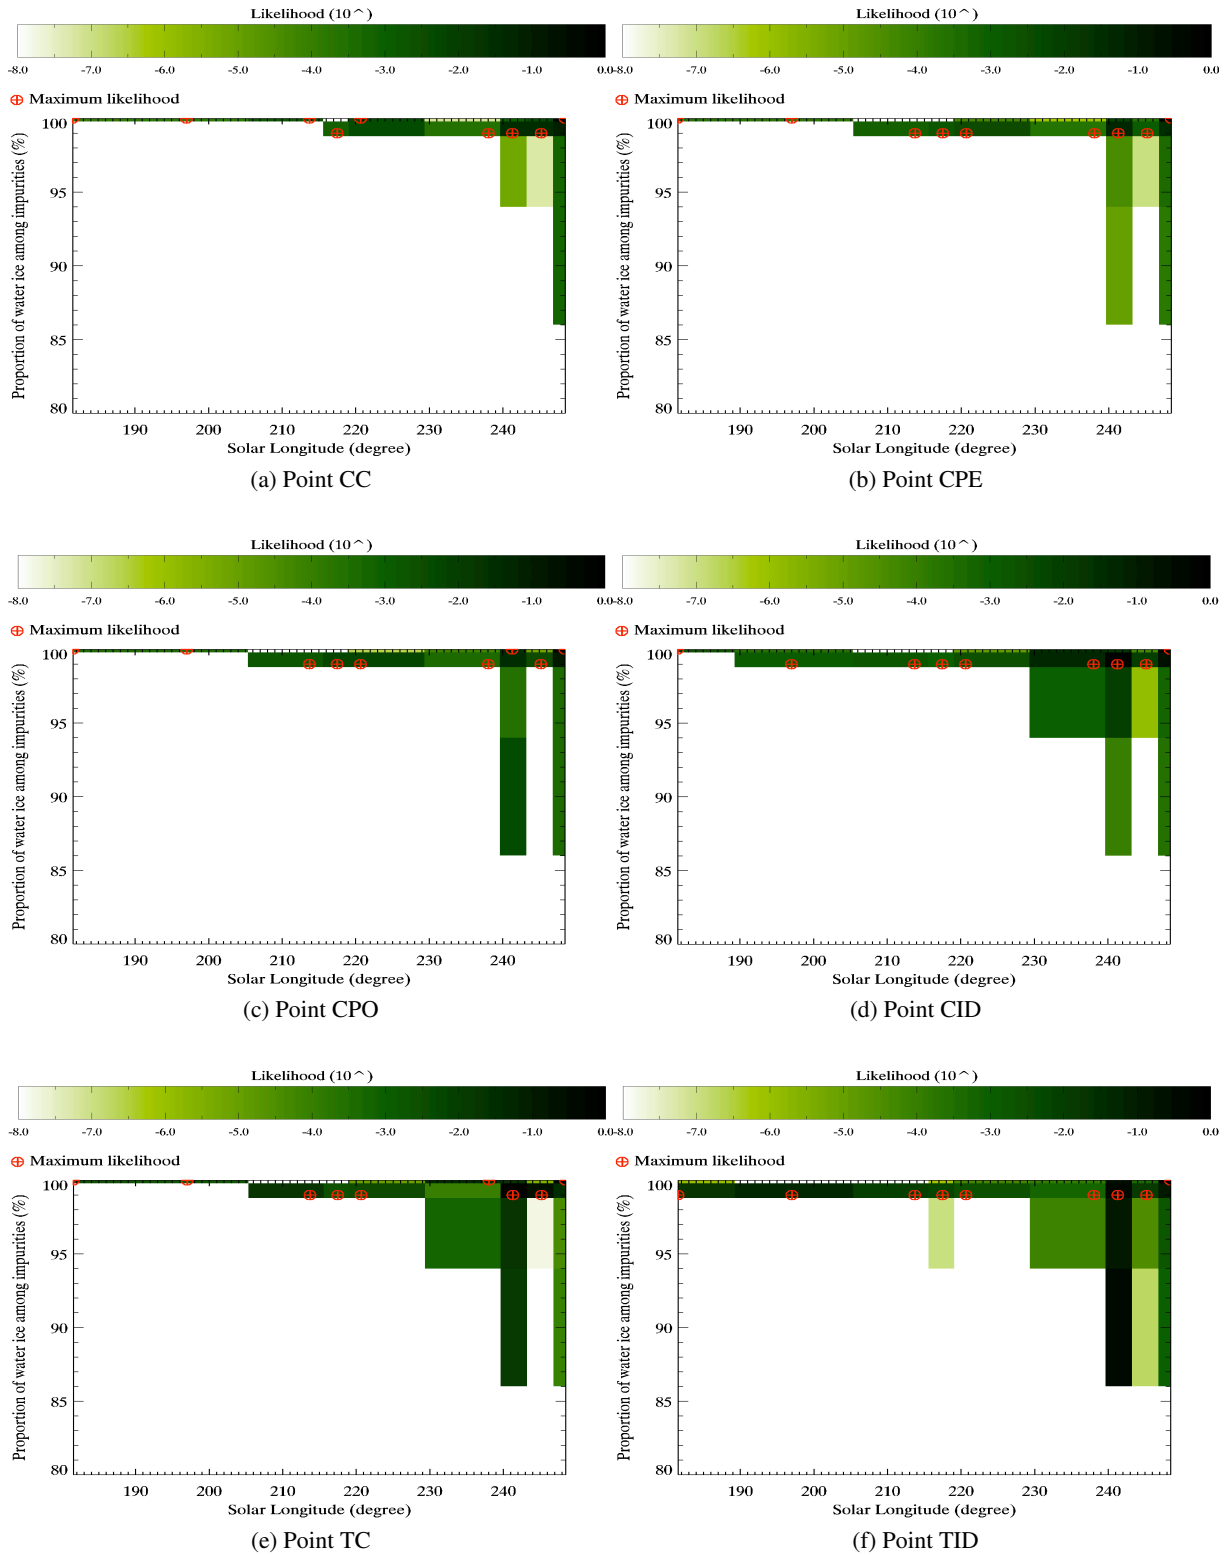 Likelihood (10^) Likelihood (10^)
-8.0 -7.0 -6.0 -5.0 -4.0 -3.0 -2.0 -1.0 0.0 -8.0 -7.0 -6.0 -5.0 -4.0 -3.0 -2.0 -1.0 0.0
Maximum likelihood Maximum likelihood
Proportion of water ice among impurities (%) Proportion of water ice among impurities (%)
100 100
95 95
90 90
85 85
80 80
190 200 210 220 230 240 190 200 210 220 230 240
Solar Longitude (degree) Solar Longitude (degree)
(a) Point CC (b) Point CPE
Likelihood (10^) Likelihood (10^)
-8.0 -7.0 -6.0 -5.0 -4.0 -3.0 -2.0 -1.0 0.0 -8.0 -7.0 -6.0 -5.0 -4.0 -3.0 -2.0 -1.0 0.0
Maximum likelihood Maximum likelihood
Proportion of water ice among impurities (%) Proportion of water ice among impurities (%)
100 100
95 95
90 90
85 85
80 80
190 200 210 220 230 240 190 200 210 220 230 240
Solar Longitude (degree) Solar Longitude (degree)
(c) Point CPO (d) Point CID
Likelihood (10^) Likelihood (10^)
-8.0 -7.0 -6.0 -5.0 -4.0 -3.0 -2.0 -1.0 0.0 -8.0 -7.0 -6.0 -5.0 -4.0 -3.0 -2.0 -1.0 0.0
Maximum likelihood Maximum likelihood
Proportion of water ice among impurities (%) Proportion of water ice among impurities (%)
100 100
95 95
90 90
85 85
80 80
190 200 210 220 230 240 190 200 210 220 230 240
Solar Longitude (degree) Solar Longitude (degree)
(e) Point TC (f) Point TID